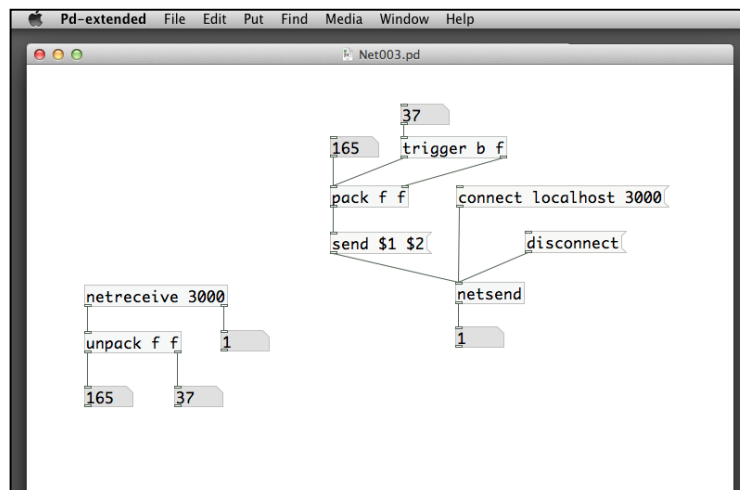 Pd-extended File Edit Put Find Media Window Help
Net003.pd
37
165
trigger b f
pack f f
connect localhost 3000
send $1 $2
disconnect
netreceive 3000
netsend
unpack f f
1
1
165
37